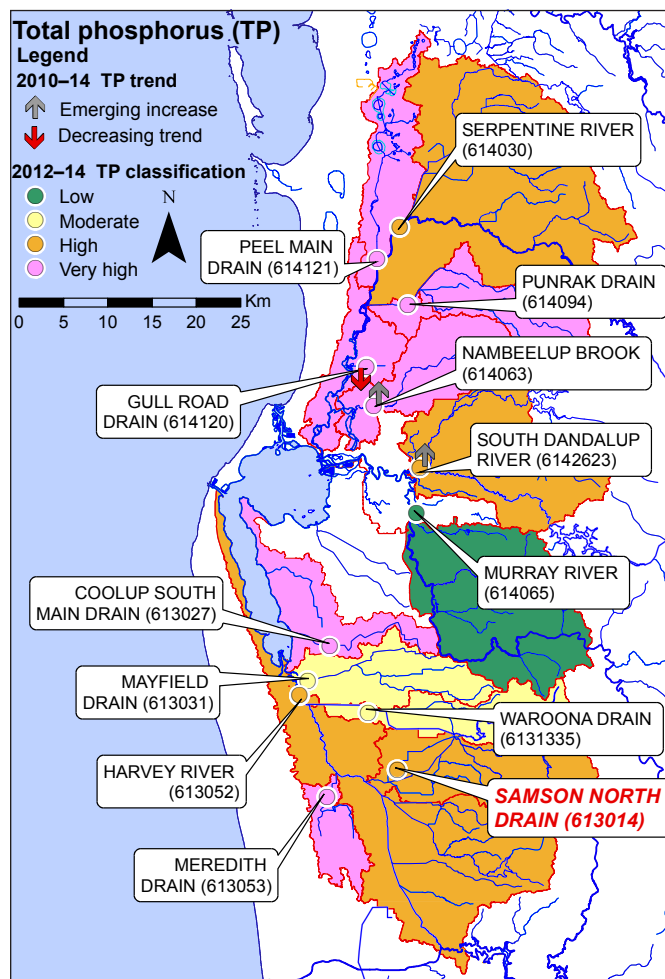 Total phosphorus (TP)
Legend
2010–14 TP trend
Emerging increase
Decreasing trend
2012–14 TP classification
Low
Moderate
High
Very high
N
Km
0 5 10 15 20 25
SERPENTINE RIVER
(614030)
PEEL MAIN
DRAIN (614121)
PUNRAK DRAIN
(614094)
NAMBEELUP BROOK
(614063)
GULL ROAD
DRAIN (614120)
SOUTH DANDALUP
RIVER (6142623)
MURRAY RIVER
(614065)
COOLUP SOUTH
MAIN DRAIN (613027)
MAYFIELD
DRAIN (613031)
WAROONA DRAIN
(6131335)
HARVEY RIVER
(613052)
SAMSON NORTH
DRAIN (613014)
MEREDITH
DRAIN (613053)